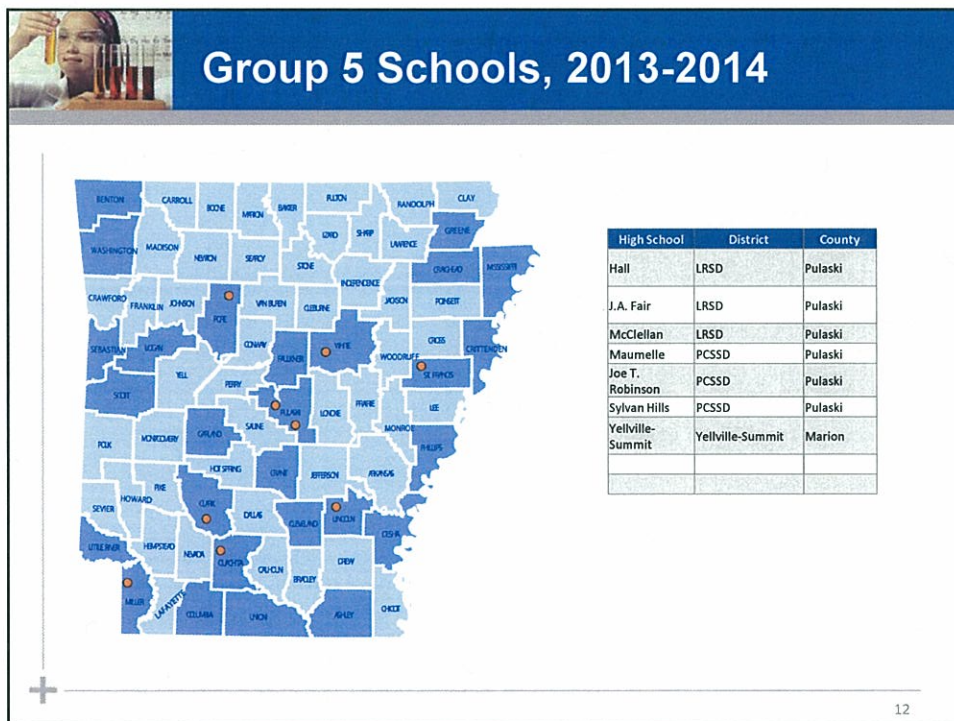 Group 5 Schools, 2013-2014
BENTON
CARROLL
BOONE
MARION
BAXTER
FULTON
RANDOLPH
CLAY
WASHINGTON
MADISON
NEWTON
SEARCY
STONE
IZARD
SHARP
LAWRENCE
GREENE
CRAIGHEAD
MISSISSIPPI
INDEPENDENCE
CRAWFORD
FRANKLIN
JOHNSON
POPE
VAN BUREN
CLEBURNE
JACKSON
POINSETT
SEBASTIAN
LOGAN
CONWAY
FAULKNER
WHITE
WOODRUFF
CROSS
CRITTENDEN
ST. FRANCIS
SCOTT
YELL
PERRY
PULASKI
LONOKE
PRAIRIE
LEE
MONROE
PHILLIPS
POLK
MONTGOMERY
GARLAND
SALINE
HOT SPRING
GRANT
JEFFERSON
ARKANSAS
SEVIER
HOWARD
PIKE
CLARK
DALLAS
CLEVELAND
LINCOLN
DESHA
LITTLE RIVER
HEMPSTEAD
NEVADA
OUACHITA
CALHOUN
BRADLEY
DREW
MILLER
LAFAYETTE
COLUMBIA
UNION
ASHLEY
CHICOT
High School District County
Hall LRSD Pulaski
J.A. Fair LRSD Pulaski
McClellan LRSD Pulaski
Maumelle PCSSD Pulaski
Joe T.
Robinson PCSSD Pulaski
Sylvan Hills PCSSD Pulaski
Yellville-
Summit Yellville-Summit Marion
12